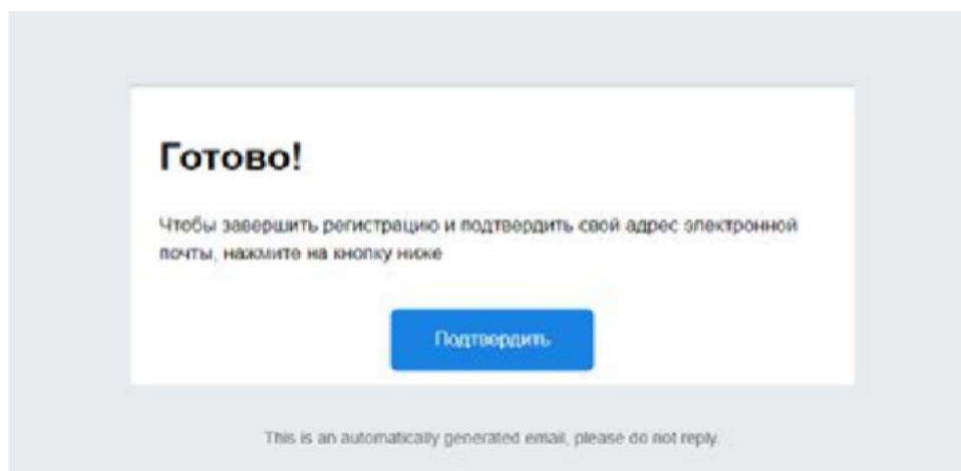 Готово!
Чтобы завершить регистрацию и подтвердить свой адрес электронной
почты, нажмите на кнопку ниже
Подтвердить
This is an automatically generated email, please do not reply.